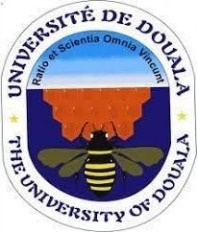 UNIVERSITÉ DE DOUALA
Ratio et Scientia Omnia Vincunt
THE UNIVERSITY OF DOUALA